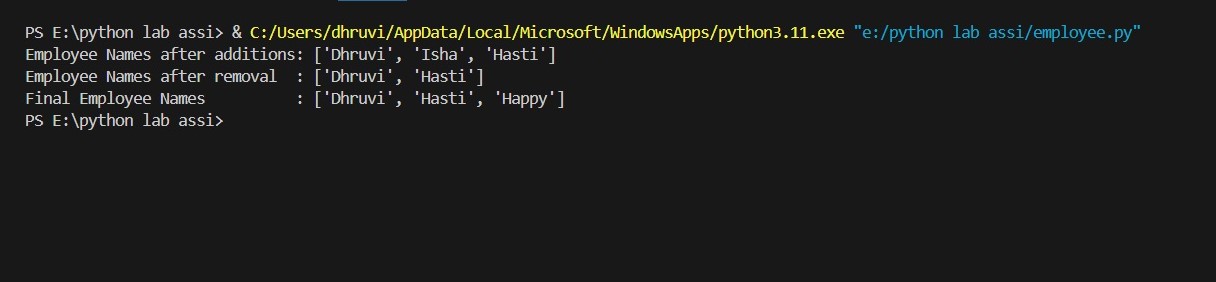 PS E:\python lab assi> & C:/Users/dhruvi/AppData/Local/Microsoft/WindowsApps/python3.11.exe "e:/python lab assi/employee.py"
Employee Names after additions: ['Dhruvi', 'Isha', 'Hasti']
Employee Names after removal  : ['Dhruvi', 'Hasti']
Final Employee Names          : ['Dhruvi', 'Hasti', 'Happy']
PS E:\python lab assi>